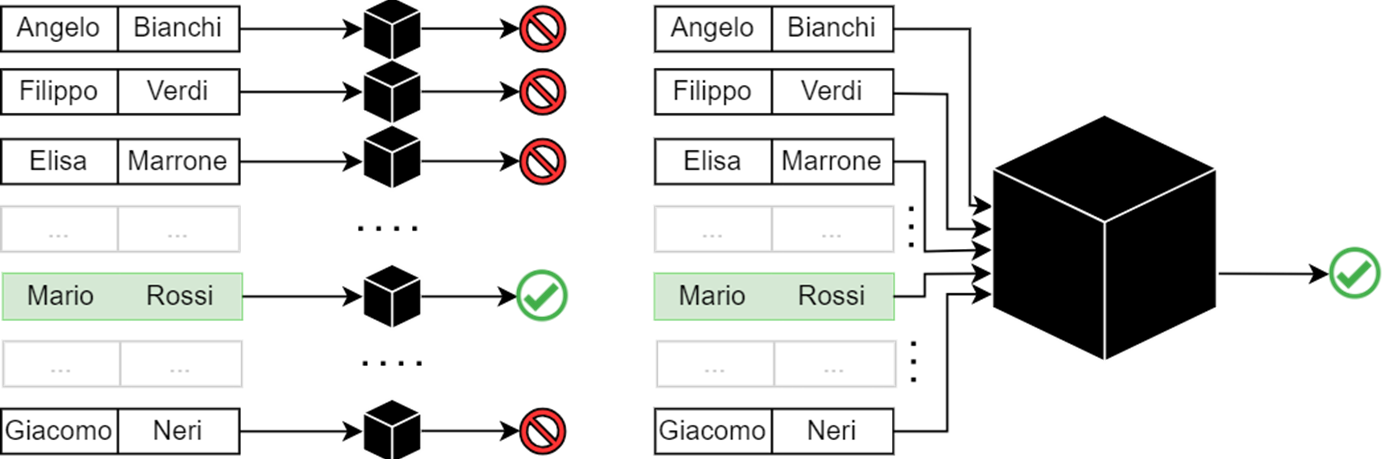 Angelo Bianchi
Filippo Verdi
Elisa Marrone
... ...
Mario Rossi
... ...
Giacomo Neri
Angelo Bianchi
Filippo Verdi
Elisa Marrone
... ...
Mario Rossi
... ...
Giacomo Neri